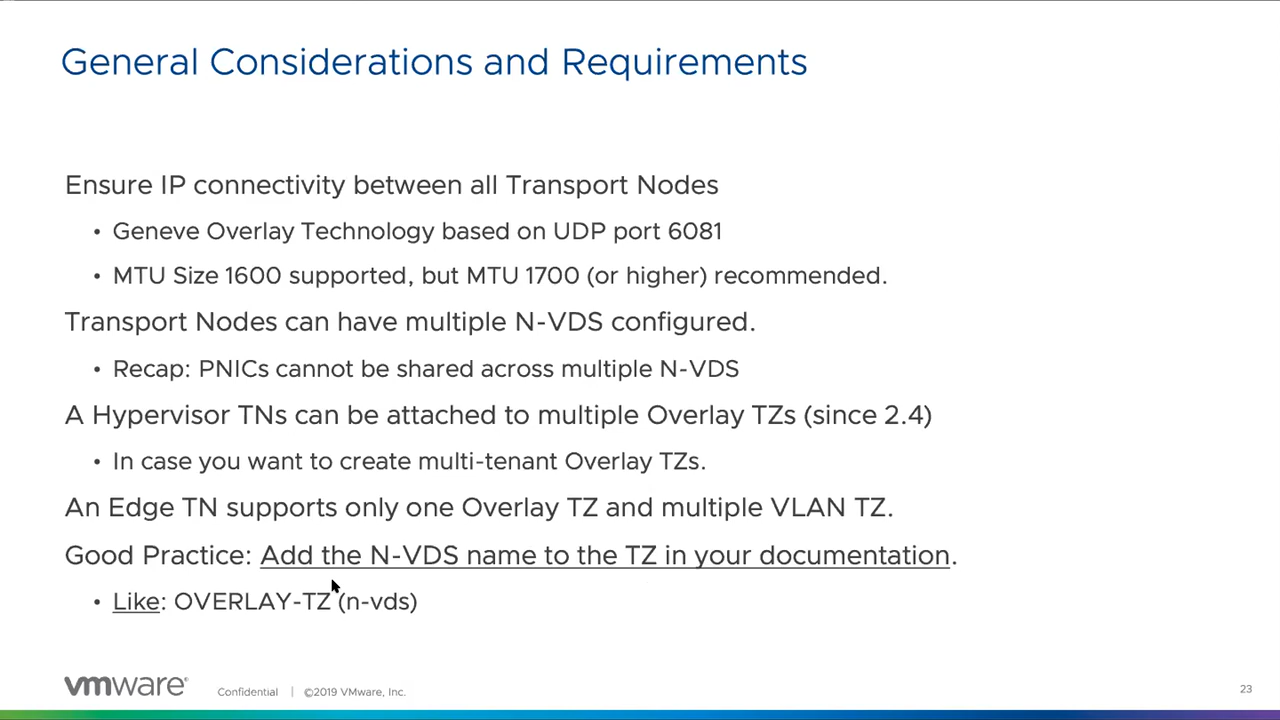 General Considerations and Requirements
Ensure IP connectivity between all Transport Nodes
• Geneve Overlay Technology based on UDP port 6081
• MTU Size 1600 supported, but MTU 1700 (or higher) recommended.
Transport Nodes can have multiple N-VDS configured.
• Recap: PNICs cannot be shared across multiple N-VDS
A Hypervisor TNs can be attached to multiple Overlay TZs (since 2.4)
• In case you want to create multi-tenant Overlay TZs.
An Edge TN supports only one Overlay TZ and multiple VLAN TZ.
Good Practice: Add the N-VDS name to the TZ in your documentation.
• Like: OVERLAY-TZ (n-vds)
vmware® Confidential | ©2019 VMware, Inc. 23